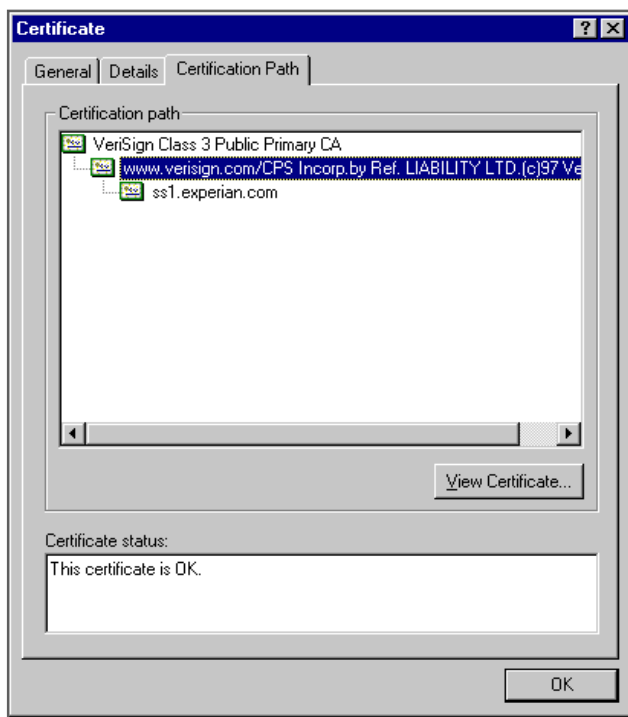 Certificate
General Details Certification Path
Certification path
VeriSign Class 3 Public Primary CA
www.verisign.com/CPS Incorp.by Ref. LIABILITY LTD.(c)97 Ve
ss1.experian.com
View Certificate...
Certificate status:
This certificate is OK.
OK